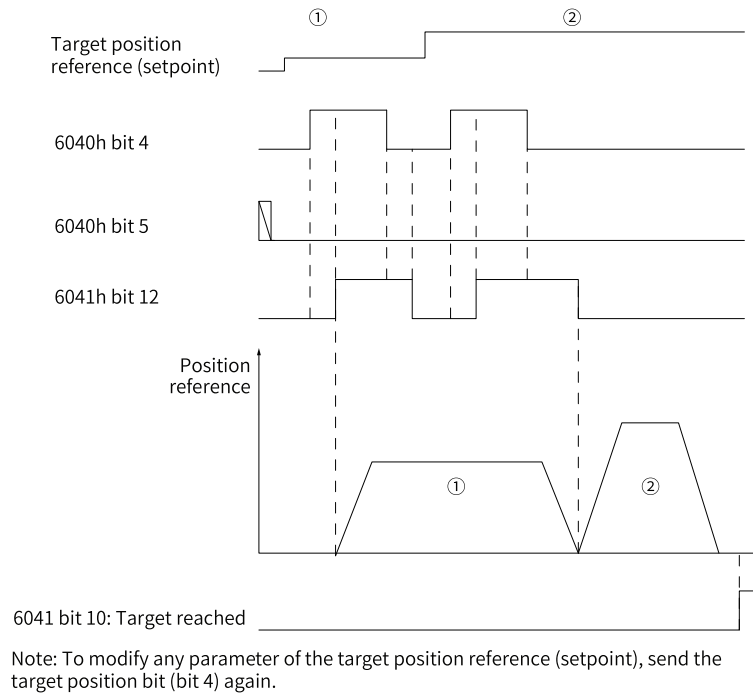 ① ②
Target position
reference (setpoint)
6040h bit 4
6040h bit 5
6041h bit 12
Position
reference
① ②
6041 bit 10: Target reached
Note: To modify any parameter of the target position reference (setpoint), send the
target position bit (bit 4) again.